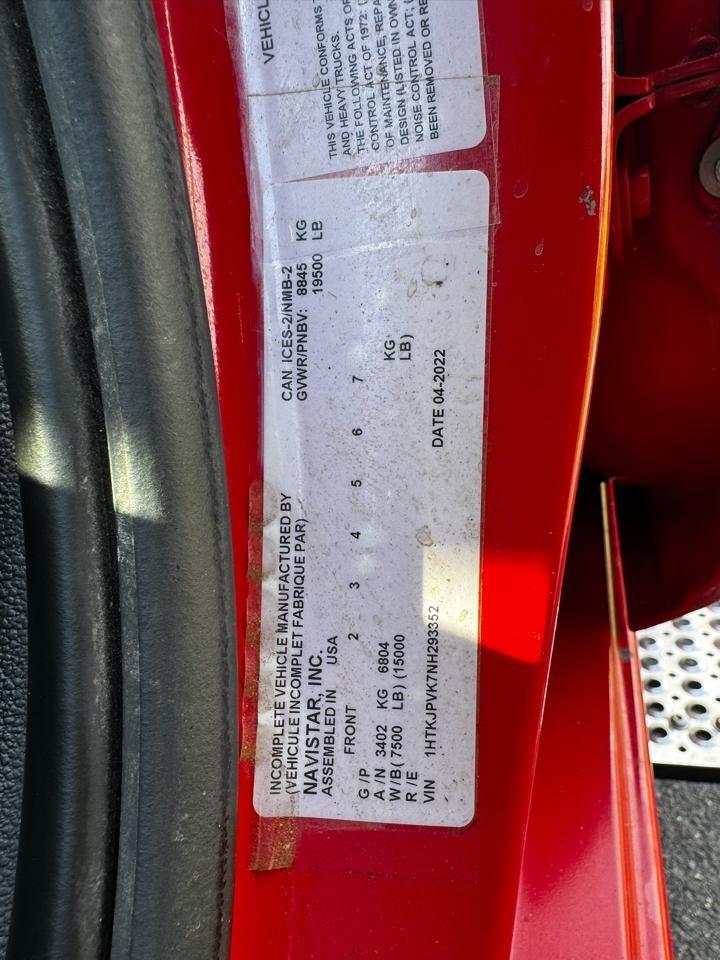 VEHICL
THIS VEHICLE CONFORMS T
AND HEAVY TRUCKS.
THE FOLLOWING ACTS OR
CONTROL ACT OF 1972: (
OF MAINTENANCE, REPA
DESIGN (LISTED IN OWN
NOISE CONTROL ACT; (
BEEN REMOVED OR RE
INCOMPLETE VEHICLE MANUFACTURED BY CAN ICES-2/NMB-2
(VEHICULE INCOMPLET FABRIQUE PAR) GVWR/PNBV: 8845 KG
NAVISTAR, INC. 19500 LB
ASSEMBLED IN USA
FRONT 2 3 4 5 6 7
G /P
A /N 3402 KG 6804 KG
W/B( 7500 LB) (15000 LB)
R /E
VIN 1HTKJPVK7NH293352 DATE 04-2022